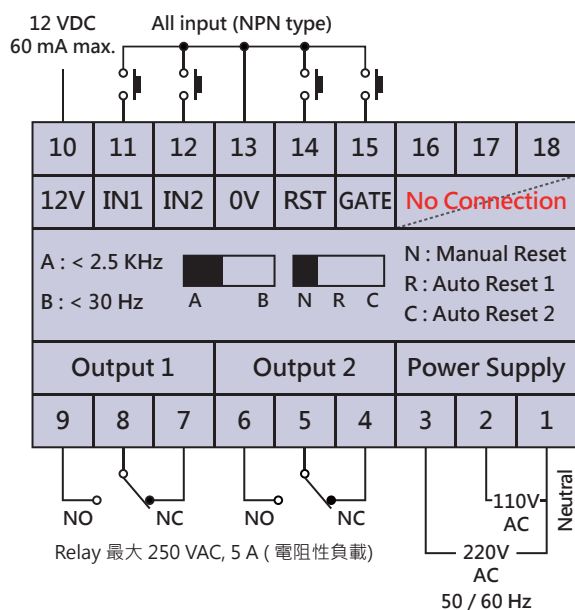 12 VDC
60 mA max.
All input (NPN type)
10 11 12 13 14 15 16 17 18
12V IN1 IN2 0V RST GATE No Connection
A : < 2.5 KHz
B : < 30 Hz
A B
N R C
N : Manual Reset
R : Auto Reset 1
C : Auto Reset 2
Output 1 Output 2 Power Supply
9 8 7 6 5 4 3 2 1
NO NC NO NC
110V
AC
Neutral
Relay 最大 250 VAC, 5 A ( 電阻性負載)
220V
AC
50 / 60 Hz